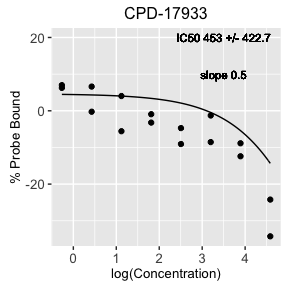 CPD-17933
IC50 453 +/- 422.7
slope 0.5
20
0
-20
% Probe Bound
0 1 2 3 4
log(Concentration)